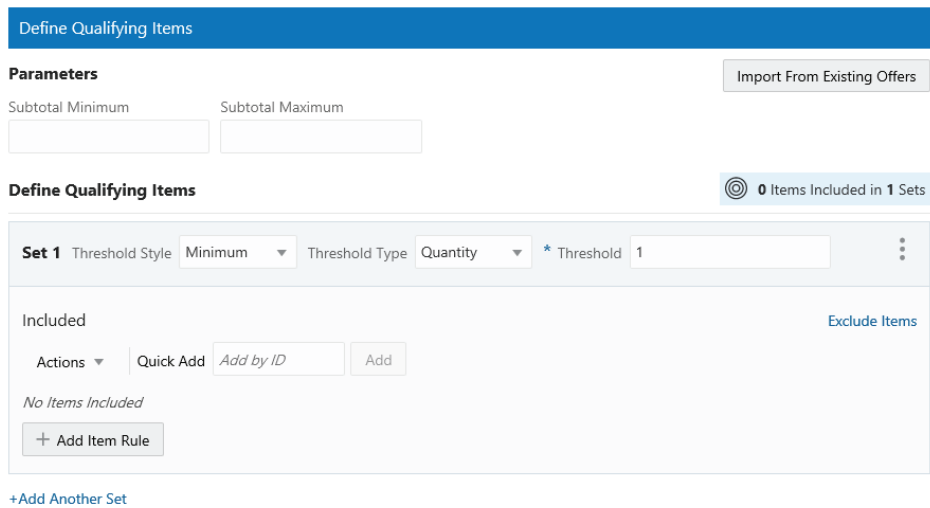 Define Qualifying Items
Parameters
Import From Existing Offers
Subtotal Minimum Subtotal Maximum
Define Qualifying Items
0 Items Included in 1 Sets
Set 1 Threshold Style Minimum Threshold Type Quantity * Threshold 1
Included
Exclude Items
Actions Quick Add Add by ID Add
No Items Included
+ Add Item Rule
+Add Another Set